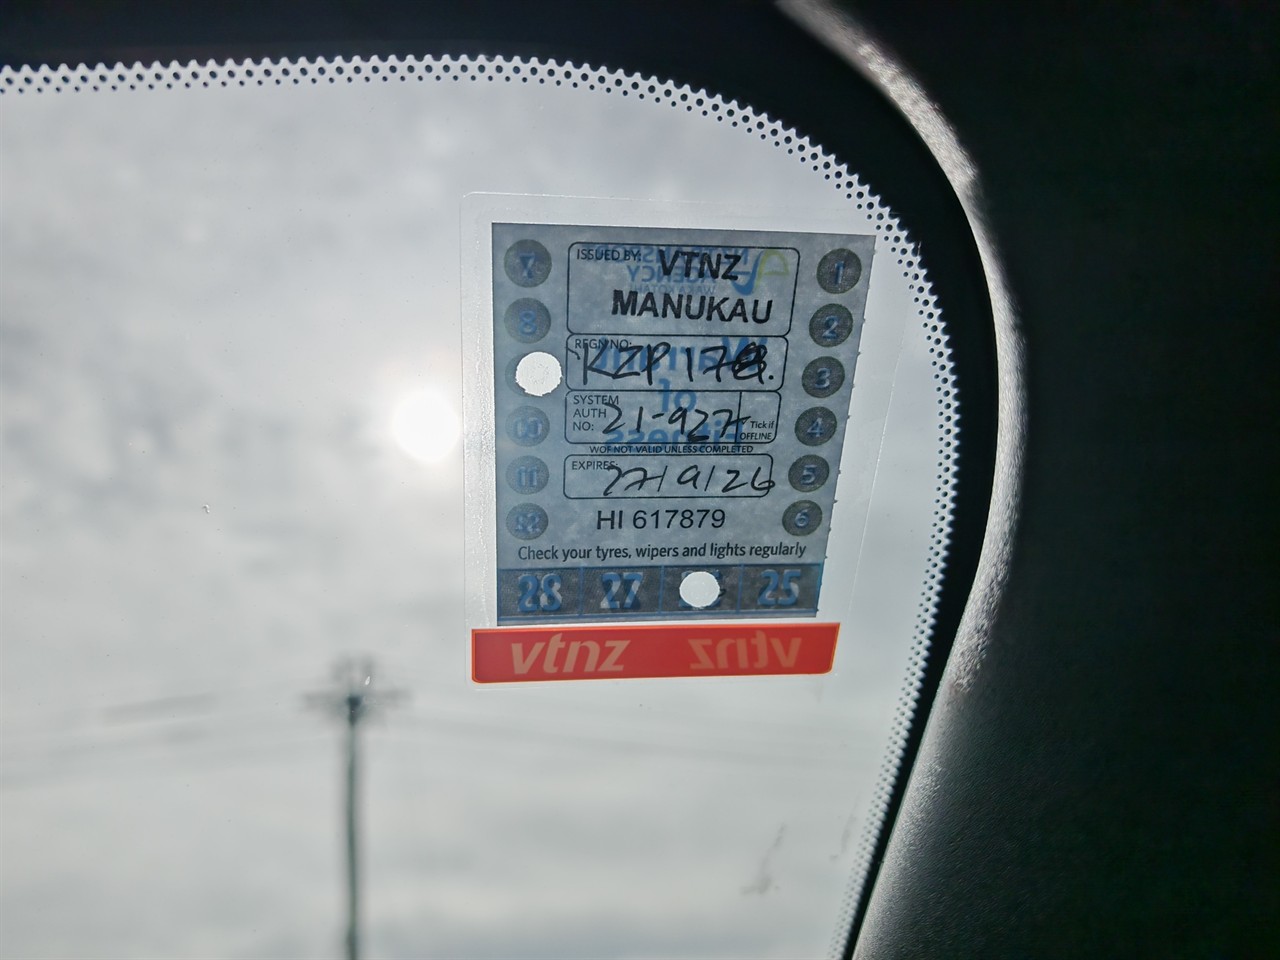 7
1
ISSUED BY: VTNZ
MANUKAU
8
2
REGN NO: KZP
3
SYSTEM
AUTH
NO: 21-927
Tick if
OFFLINE
10
4
WOF NOT VALID UNLESS COMPLETED
11
5
EXPIRES: 27/9/26
12
6
HI 617879
Check your tyres, wipers and lights regularly
28 27 25
vtnz vtnz